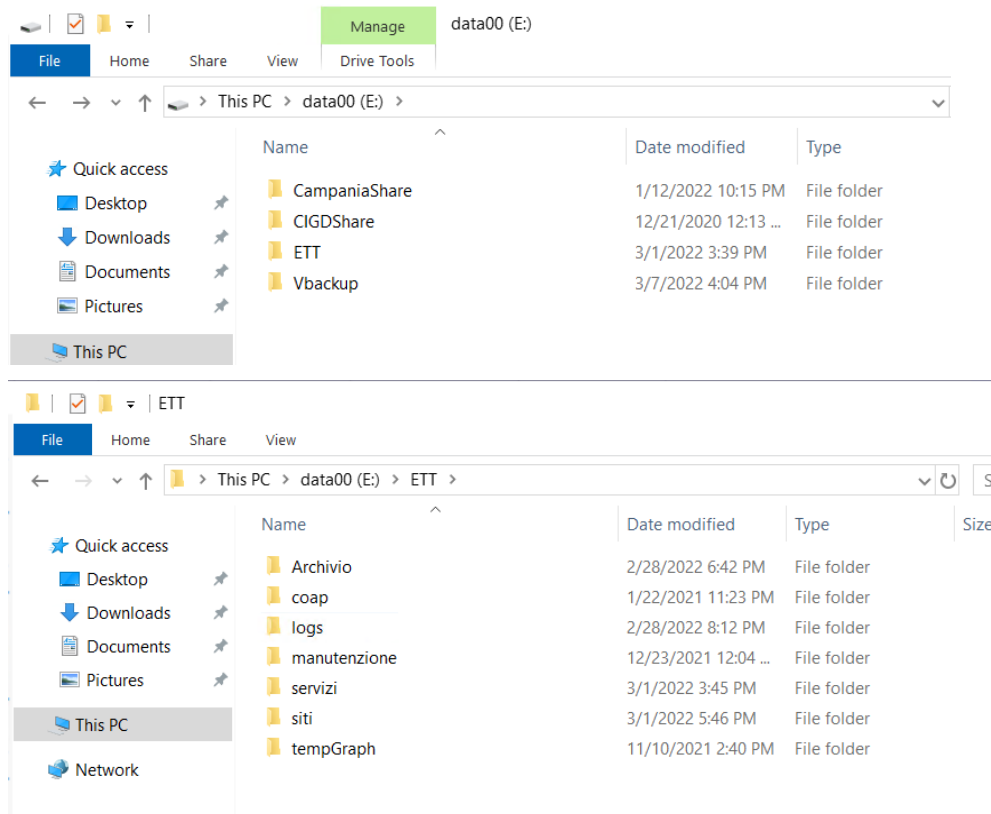 Manage data00 (E:)
File Home Share View Drive Tools
This PC data00 (E:)
Name Date modified Type
Quick access
Desktop
Downloads
Documents
Pictures
This PC
CampaniaShare 1/12/2022 10:15 PM File folder
CIGDShare 12/21/2020 12:13 ... File folder
ETT 3/1/2022 3:39 PM File folder
Vbackup 3/7/2022 4:04 PM File folder
ETT
File Home Share View
This PC data00 (E:) ETT S
Name Date modified Type Size
Quick access
Desktop
Downloads
Documents
Pictures
This PC
Network
Archivio 2/28/2022 6:42 PM File folder
coap 1/22/2021 11:23 PM File folder
logs 2/28/2022 8:12 PM File folder
manutenzione 12/23/2021 12:04 ... File folder
servizi 3/1/2022 3:45 PM File folder
siti 3/1/2022 5:46 PM File folder
tempGraph 11/10/2021 2:40 PM File folder